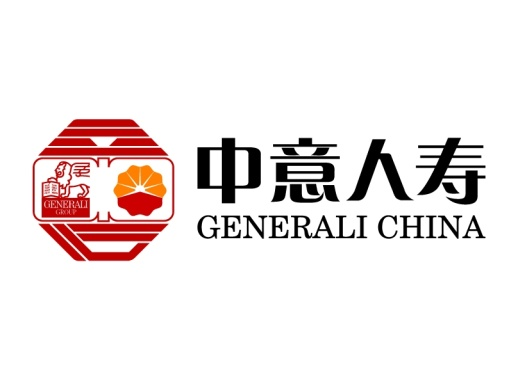 GENERALI
GROUP
中意人寿
GENERALI CHINA